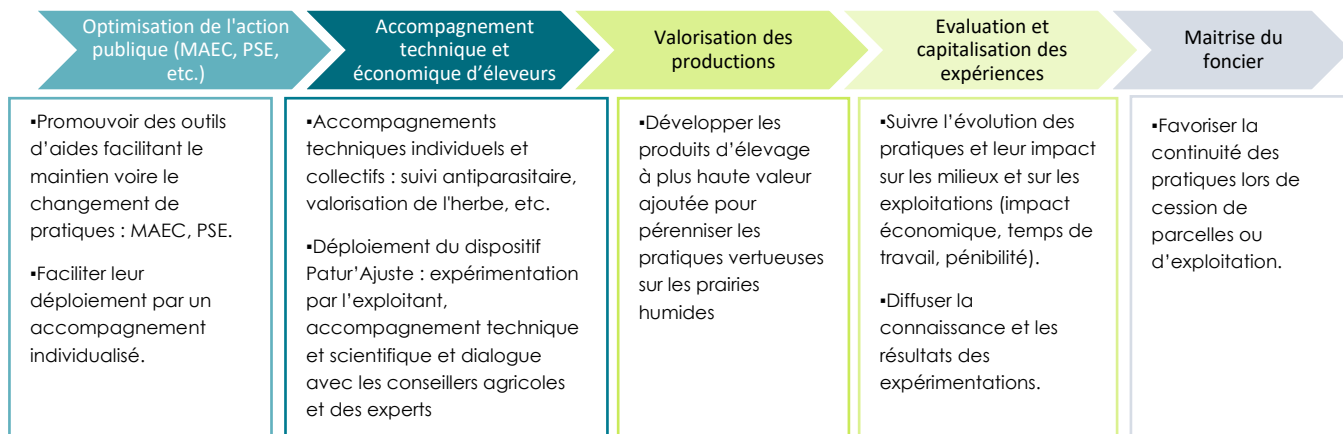 Optimisation de l'action
publique (MAEC, PSE,
etc.)
Accompagnement
technique et
économique d'éleveurs
Valorisation des
productions
Evaluation et
capitalisation des
expériences
Maitrise du
foncier
▪Promouvoir des outils
d'aides facilitant le
maintien voire le
changement de
pratiques : MAEC, PSE.
▪Faciliter leur
déploiement par un
accompagnement
individualisé.
▪Accompagnements
techniques individuels et
collectifs : suivi antiparasitaire,
valorisation de l'herbe, etc.
▪Déploiement du dispositif
Patur'Ajuste : expérimentation
par l'exploitant,
accompagnement technique
et scientifique et dialogue
avec les conseillers agricoles
et des experts
▪Développer les
produits d'élevage
à plus haute valeur
ajoutée pour
pérenniser les
pratiques vertueuses
sur les prairies
humides
▪Suivre l'évolution des
pratiques et leur impact
sur les milieux et sur les
exploitations (impact
économique, temps de
travail, pénibilité).
▪Diffuser la
connaissance et les
résultats des
expérimentations.
▪Favoriser la
continuité des
pratiques lors de
cession de
parcelles ou
d'exploitation.